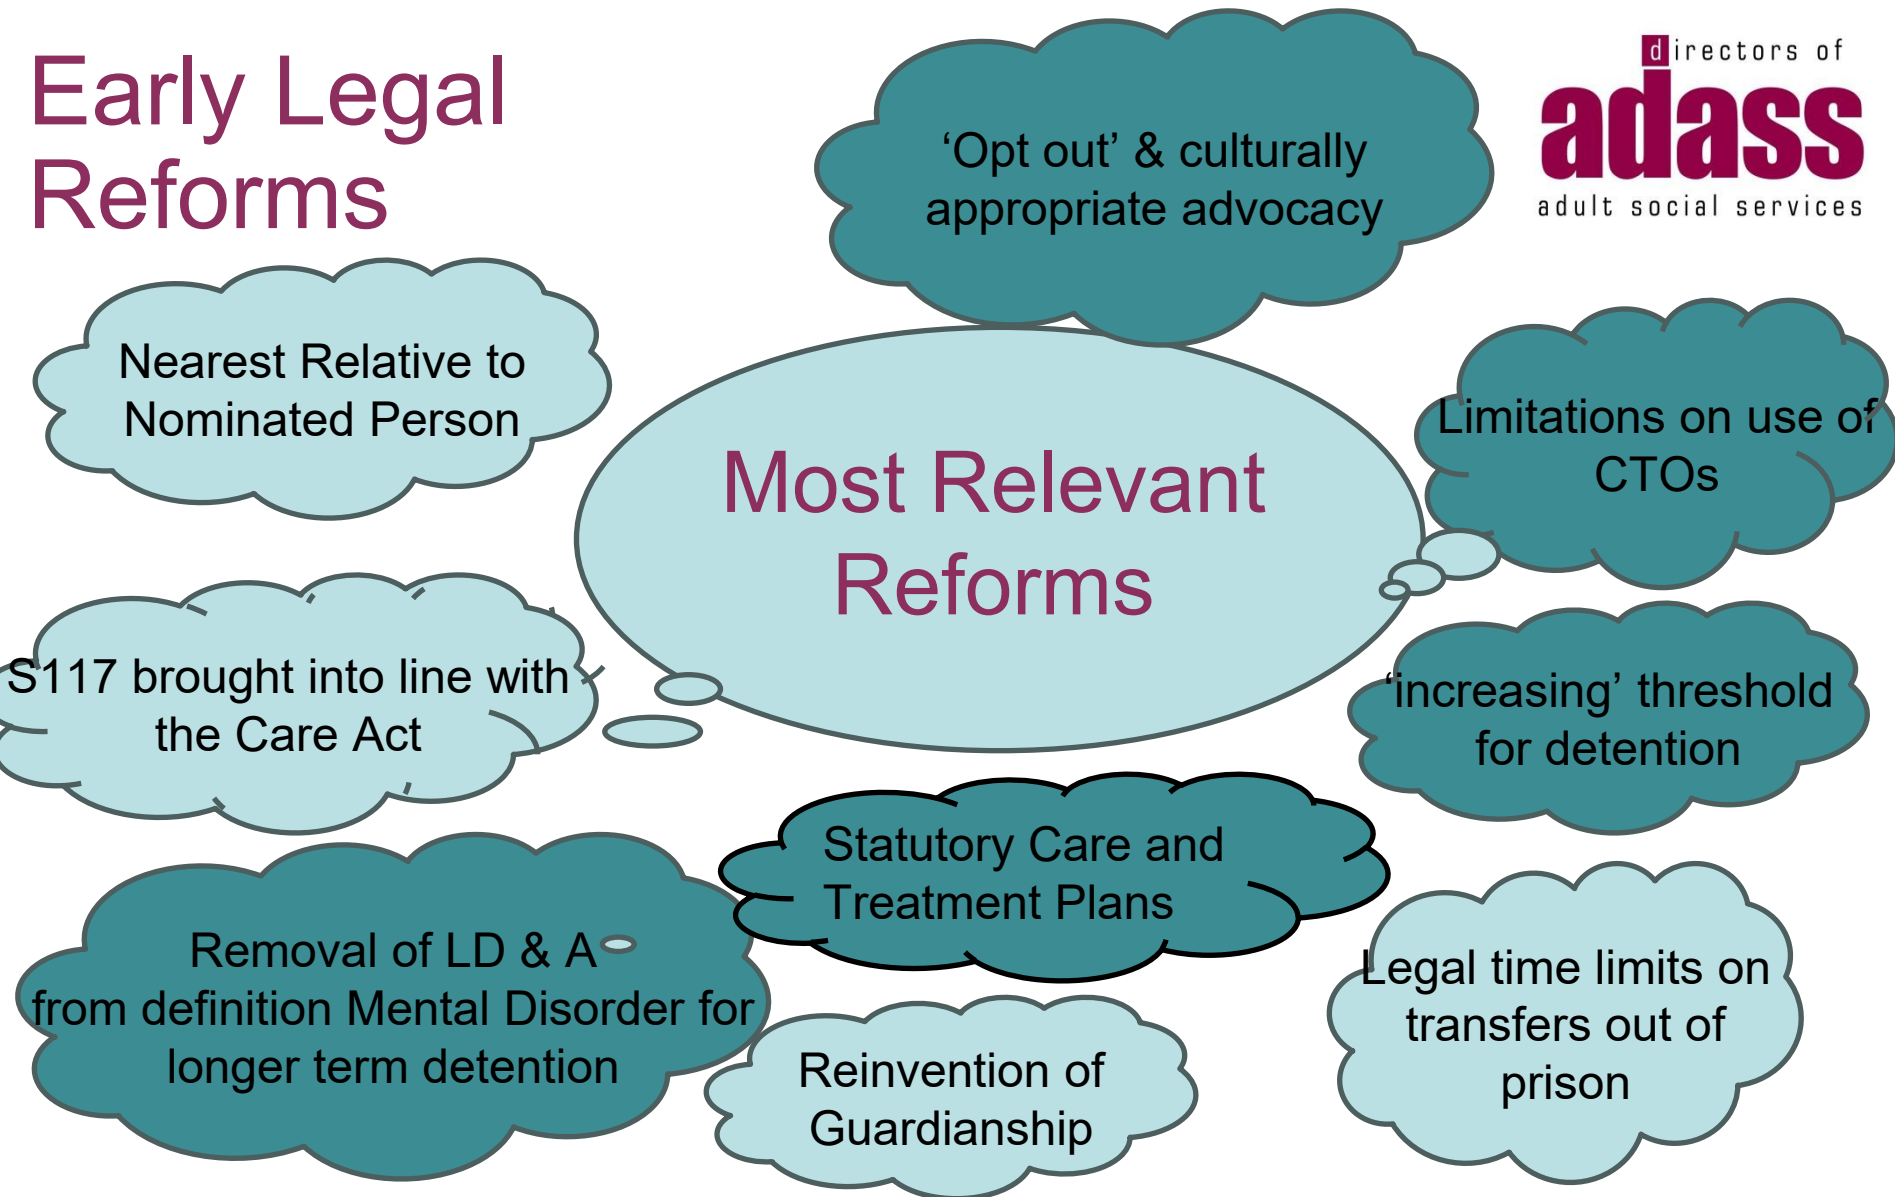 Early Legal
Reforms
directors of
adass
adult social services
‘Opt out’ & culturally
appropriate advocacy
Nearest Relative to
Nominated Person
Most Relevant
Reforms
Limitations on use of
CTOs
S117 brought into line with
the Care Act
‘increasing’ threshold
for detention
Statutory Care and
Treatment Plans
Removal of LD & A
from definition Mental Disorder for
longer term detention
Reinvention of
Guardianship
Legal time limits on
transfers out of
prison